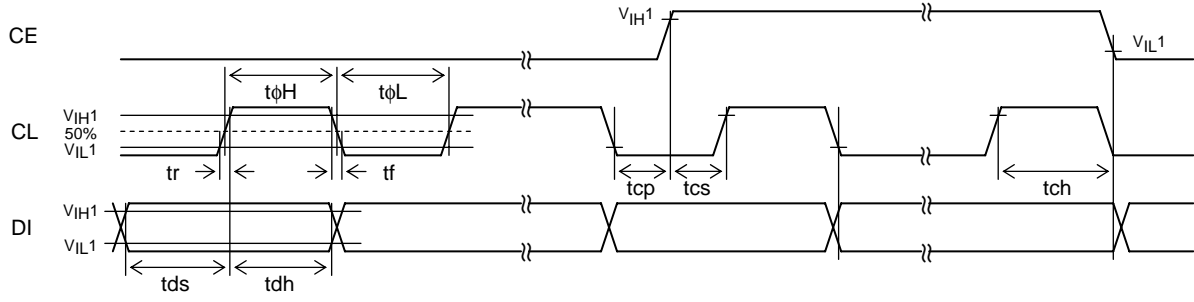 CE
VIH1
VIL1
tϕH
tϕL
CL
VIH1
50%
VIL1
tr
tf
tcp
tcs
tch
DI
VIH1
VIL1
tds
tdh